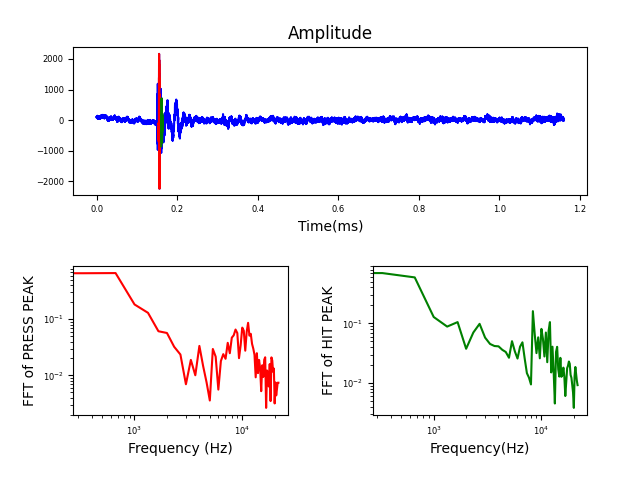 Amplitude
2000
1000
0
−1000
−2000
0.0 0.2 0.4 0.6 0.8 1.0 1.2
Time(ms)
FFT of PRESS PEAK
10⁻¹
10⁻²
10³ 10⁴
Frequency (Hz)
FFT of HIT PEAK
10⁻¹
10⁻²
10³ 10⁴
Frequency(Hz)